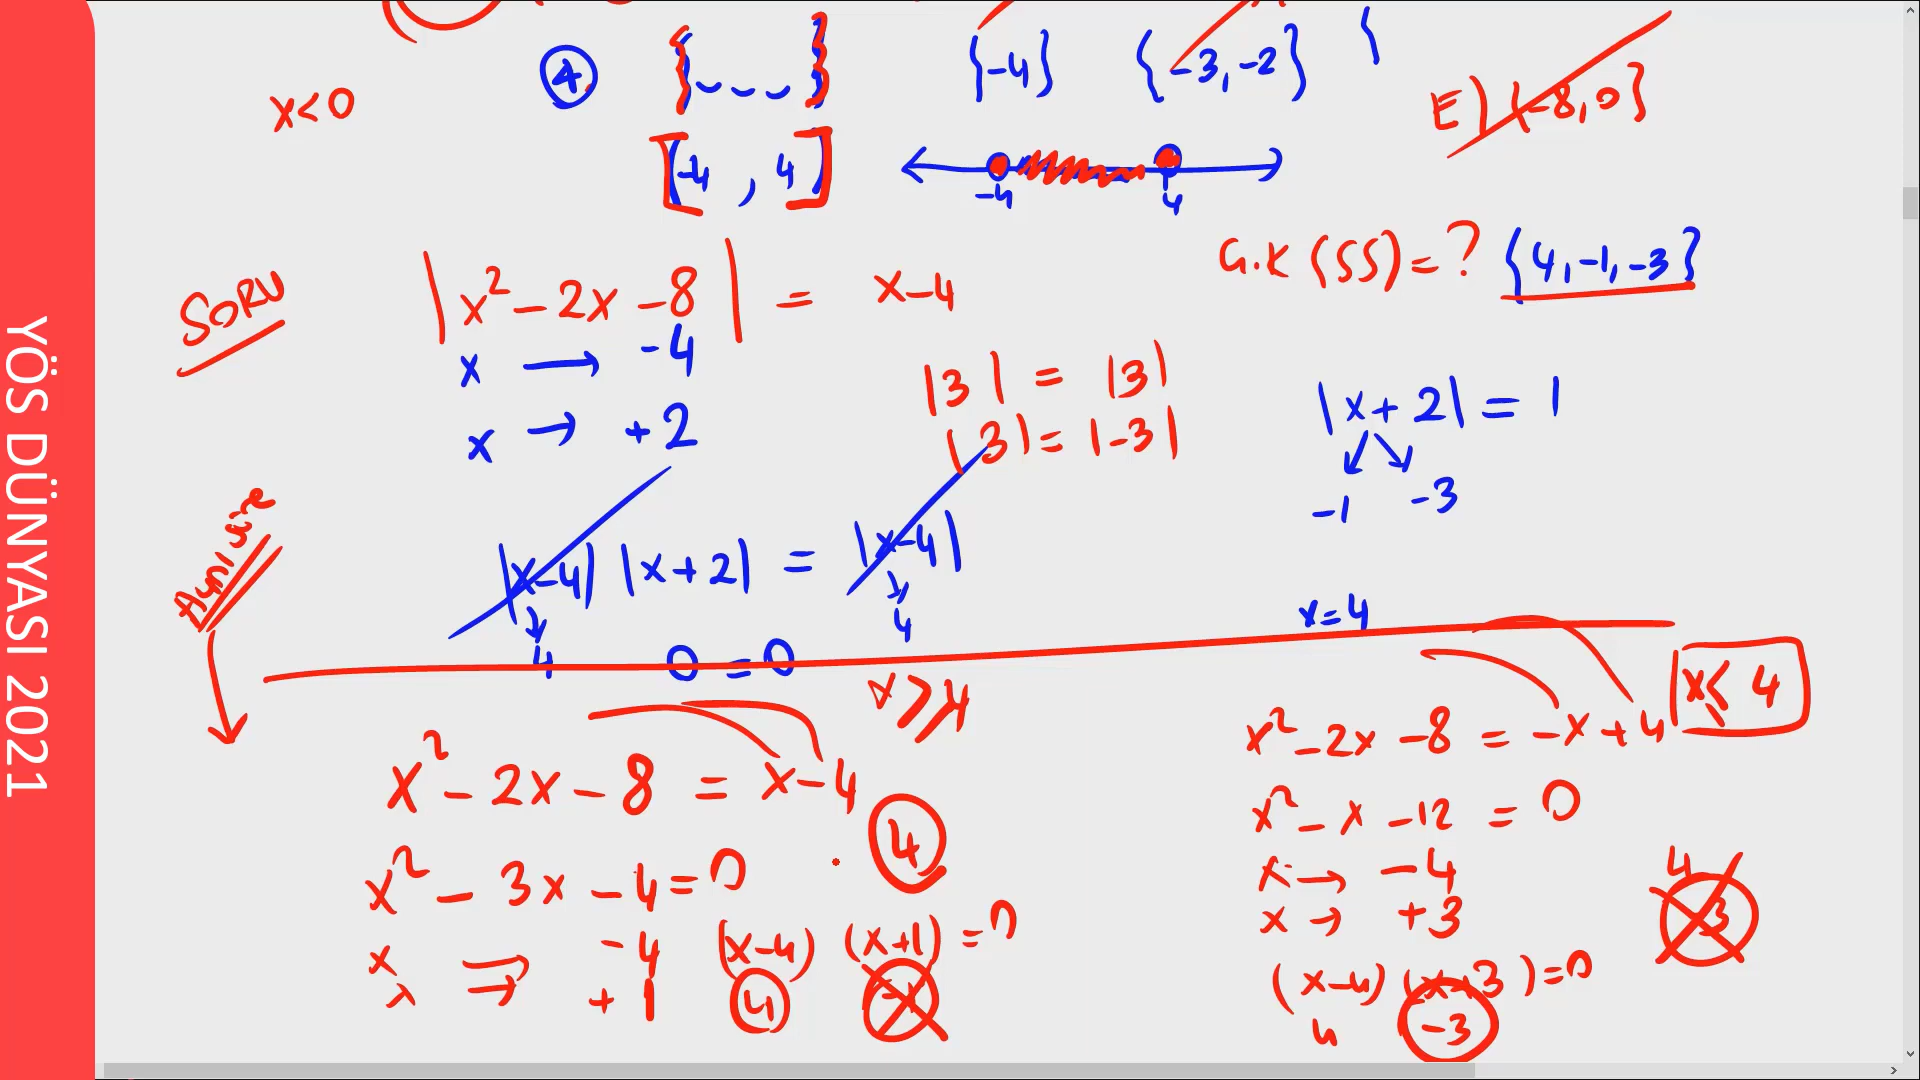 YÖS DÜNYASI 2021
x<0
④ {_ _ _} {-4} {-3,-2} {
E) {-8,0}
[-4 , 4]
-4 4
SORU
|x² - 2x - 8| = x-4
G.K (SS) = ? {4,-1,-3}
x → -4
x → +2
|3| = |3|
|3| = |-3|
|x+2| = 1
-1 -3
Aynı
|x-4| |x+2| = |x-4|
4 0 = 0 4
x=4
x≥4
x≤4
x² - 2x - 8 = x-4
x² - 3x - 4 = 0
x → -4
x → +1
(x-4) (x+1) = 0
4 -1
4
x² - 2x - 8 = -x+4
x² - x - 12 = 0
x → -4
x → +3
(x-4) (x+3) = 0
4 -3
4
3